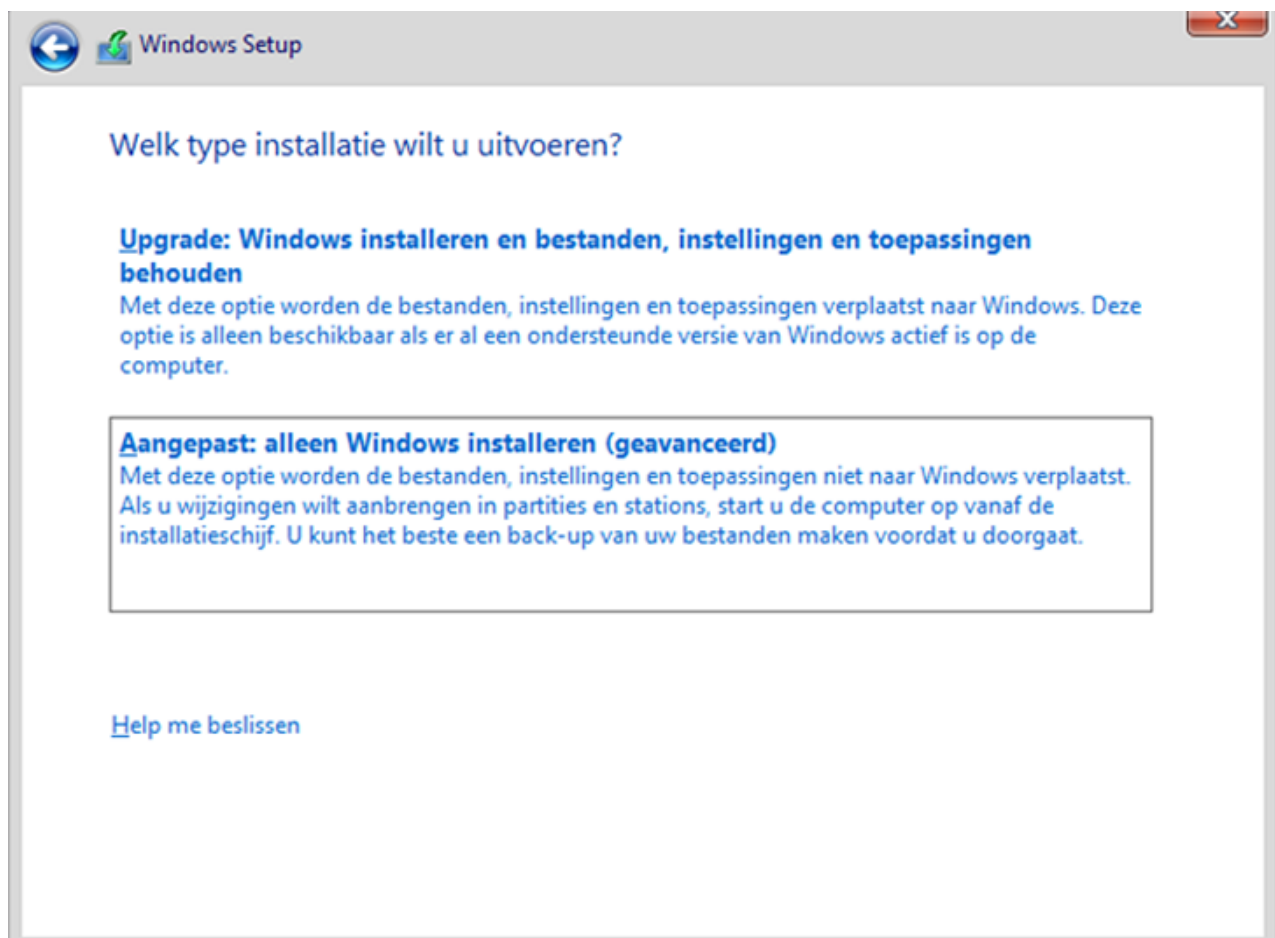 Windows Setup
Welk type installatie wilt u uitvoeren?
Upgrade: Windows installeren en bestanden, instellingen en toepassingen
behouden
Met deze optie worden de bestanden, instellingen en toepassingen verplaatst naar Windows. Deze
optie is alleen beschikbaar als er al een ondersteunde versie van Windows actief is op de
computer.
Aangepast: alleen Windows installeren (geavanceerd)
Met deze optie worden de bestanden, instellingen en toepassingen niet naar Windows verplaatst.
Als u wijzigingen wilt aanbrengen in partities en stations, start u de computer op vanaf de
installatieschijf. U kunt het beste een back-up van uw bestanden maken voordat u doorgaat.
Help me beslissen